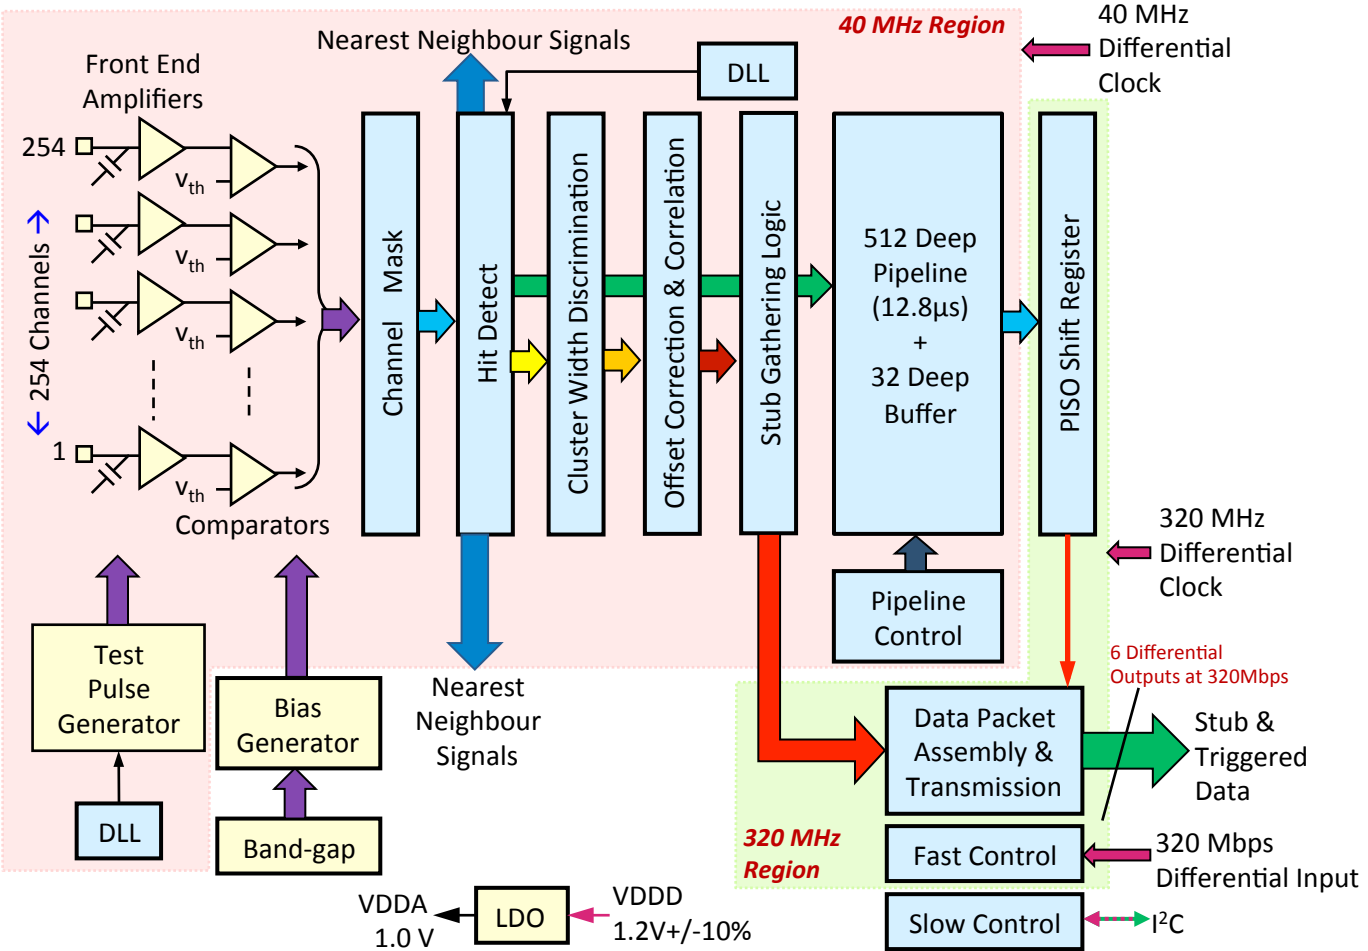 40 MHz Region
40 MHz
Differential
Clock
Nearest Neighbour Signals
DLL
Front End
Amplifiers
254
Vth
Vth
Vth
254 Channels
1
Vth
Comparators
Channel Mask
Hit Detect
Cluster Width Discrimination
Offset Correction & Correlation
Stub Gathering Logic
512 Deep
Pipeline
(12.8μs)
+
32 Deep
Buffer
PISO Shift Register
320 MHz
Differential
Clock
Pipeline
Control
Test
Pulse
Generator
Bias
Generator
Nearest
Neighbour
Signals
6 Differential
Outputs at 320Mbps
Data Packet
Assembly &
Transmission
Stub &
Triggered
Data
DLL
Band-gap
320 MHz
Region
Fast Control
320 Mbps
Differential Input
VDDA
1.0 V
LDO
VDDD
1.2V+/-10%
Slow Control
I²C